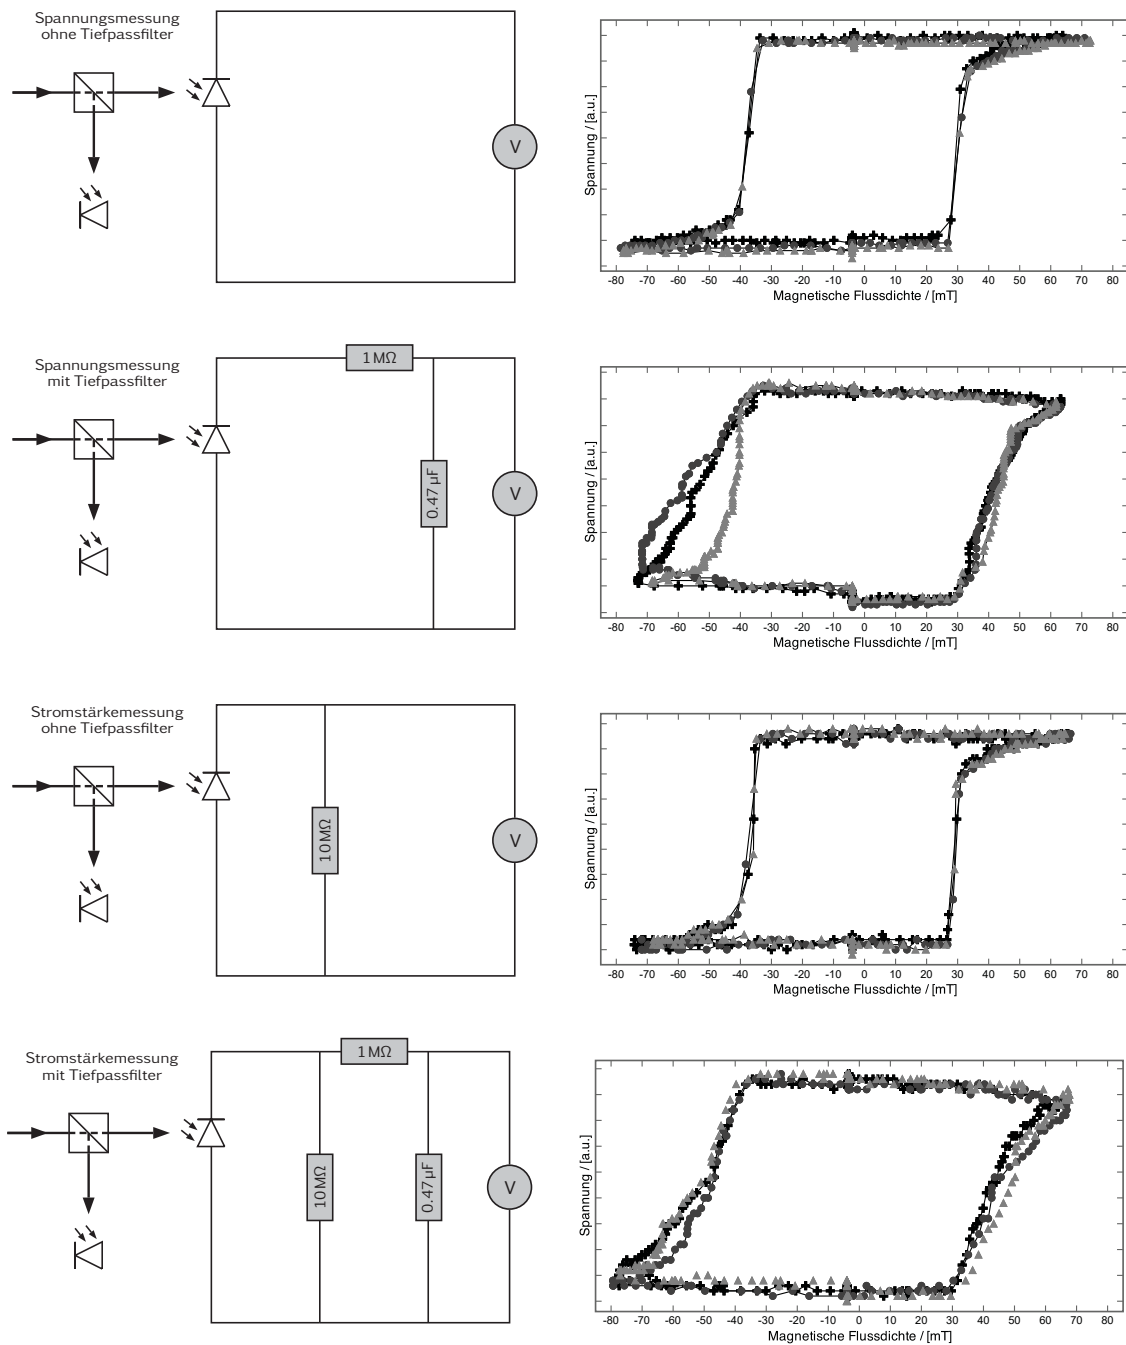 Spannungsmessung
ohne Tiefpassfilter
V
Spannung / [a.u.]
-80 -70 -60 -50 -40 -30 -20 -10 0 10 20 30 40 50 60 70 80
Magnetische Flussdichte / [mT]
Spannungsmessung
mit Tiefpassfilter
1 MΩ
0.47 µF
V
Spannung / [a.u.]
-80 -70 -60 -50 -40 -30 -20 -10 0 10 20 30 40 50 60 70 80
Magnetische Flussdichte / [mT]
Stromstärkemessung
ohne Tiefpassfilter
10 MΩ
V
Spannung / [a.u.]
-80 -70 -60 -50 -40 -30 -20 -10 0 10 20 30 40 50 60 70 80
Magnetische Flussdichte / [mT]
Stromstärkemessung
mit Tiefpassfilter
1 MΩ
10 MΩ
0.47 µF
V
Spannung / [a.u.]
-80 -70 -60 -50 -40 -30 -20 -10 0 10 20 30 40 50 60 70 80
Magnetische Flussdichte / [mT]